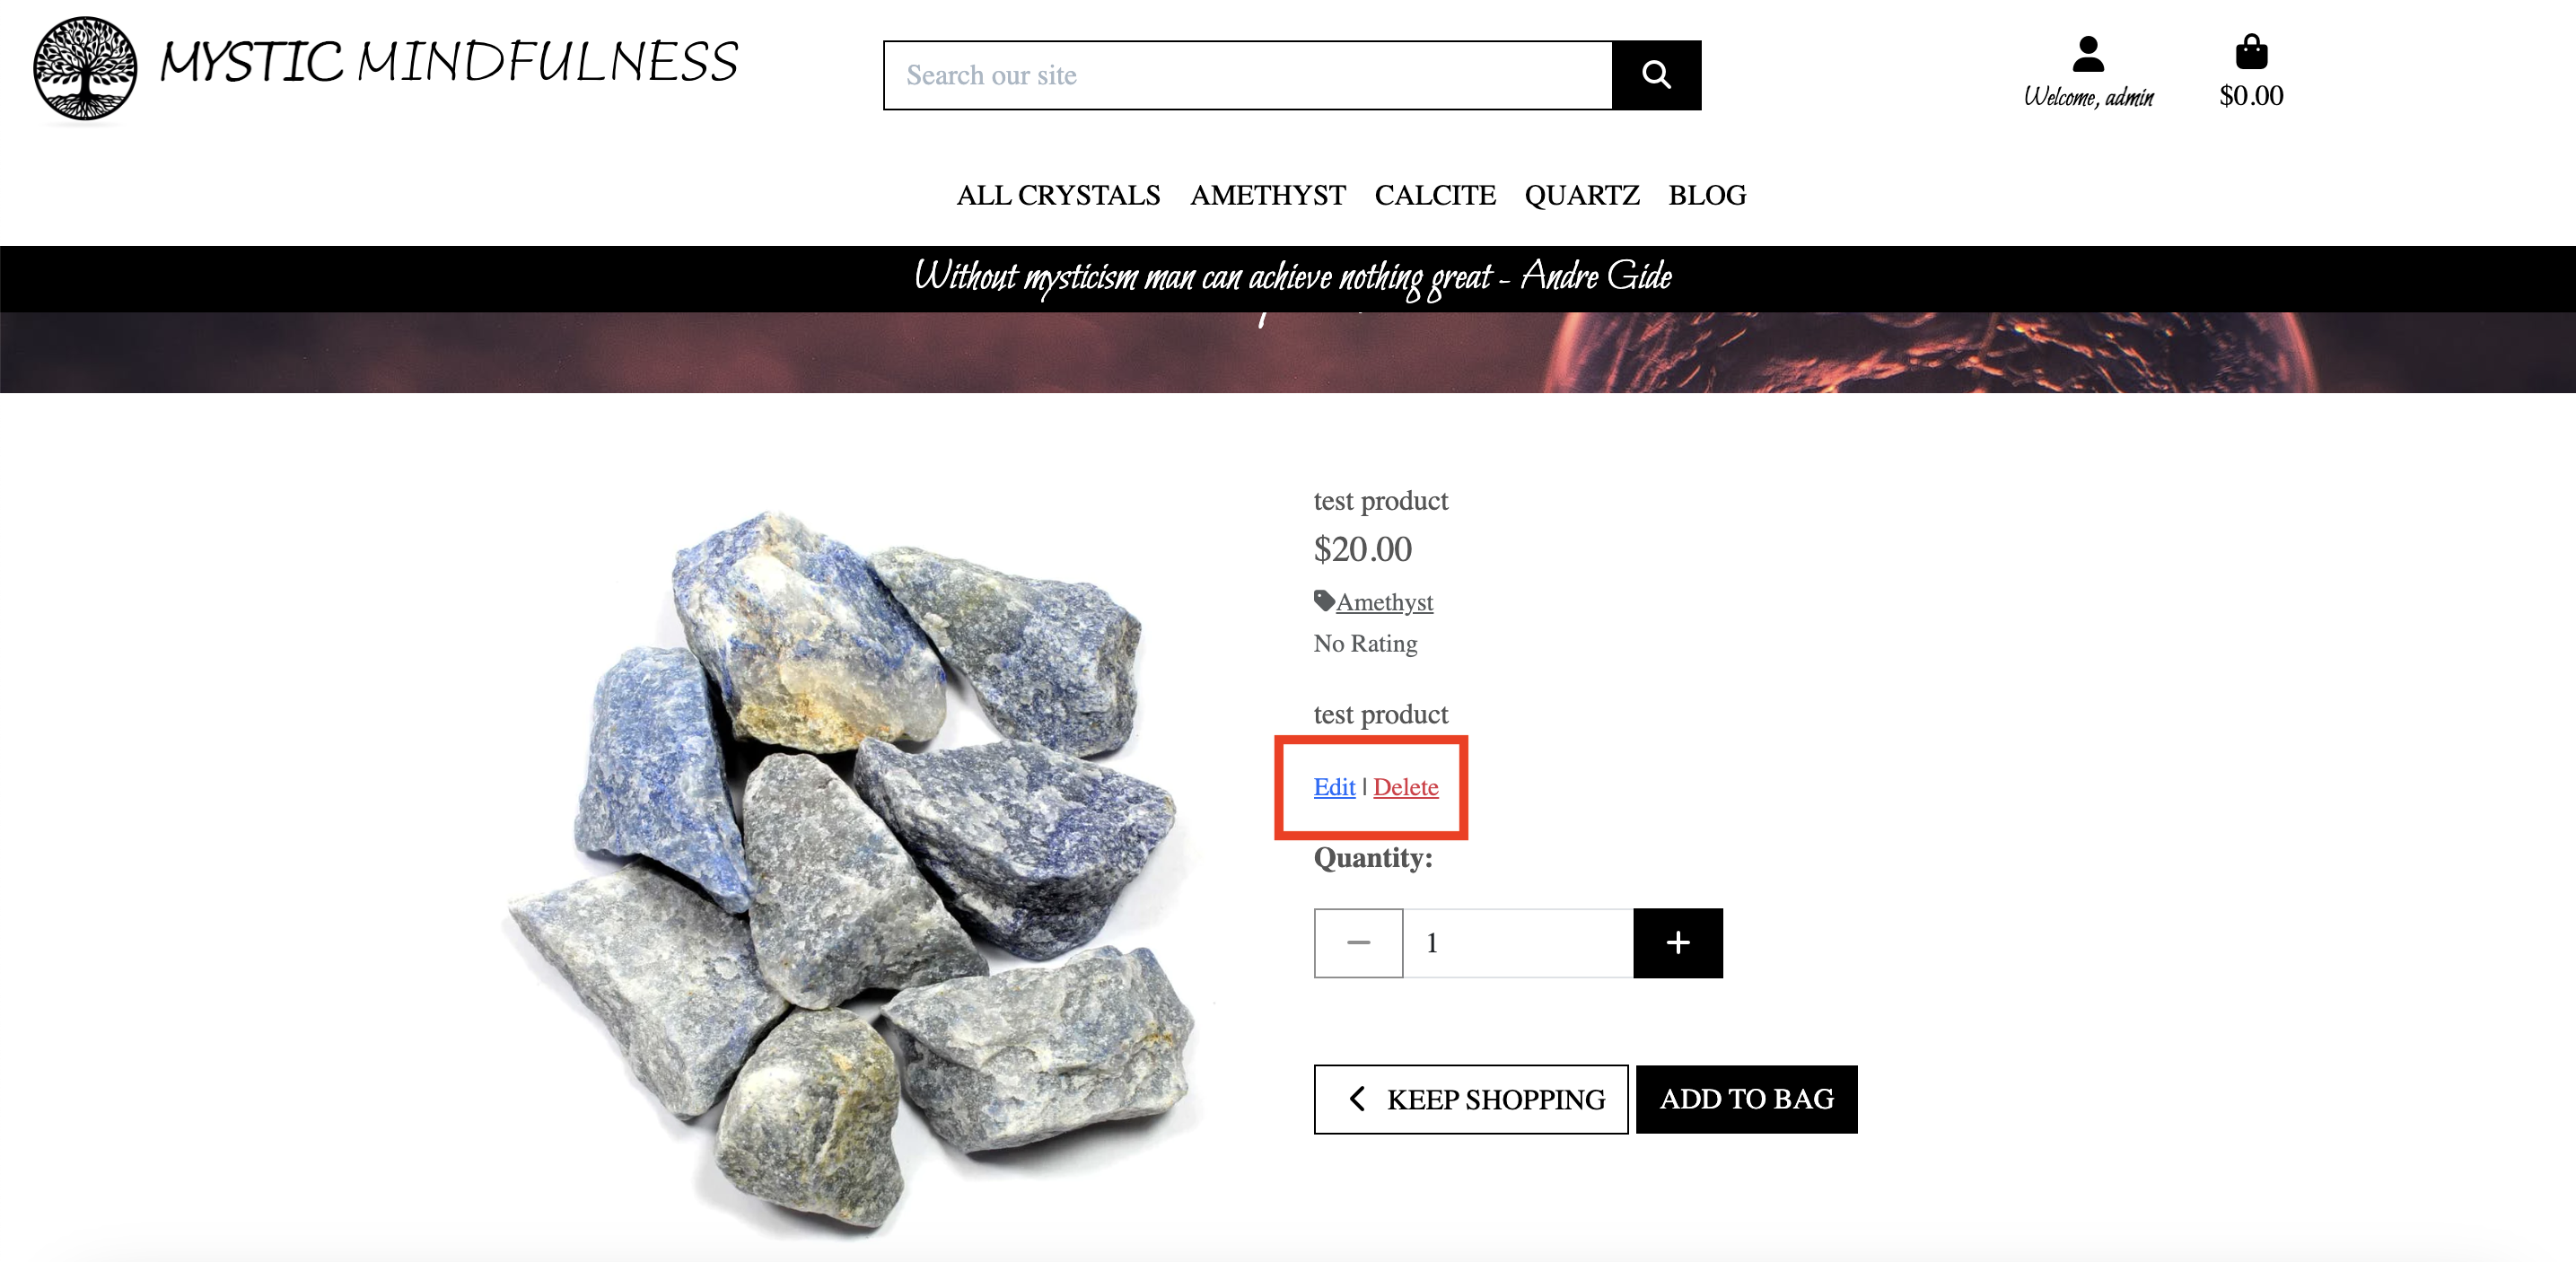 MYSTIC MINDFULNESS
Search our site
Welcome, admin
$0.00
ALL CRYSTALS AMETHYST CALCITE QUARTZ BLOG
Without mysticism man can achieve nothing great - Andre Gide
test product
$20.00
Amethyst
No Rating
test product
Edit | Delete
Quantity:
1
KEEP SHOPPING ADD TO BAG